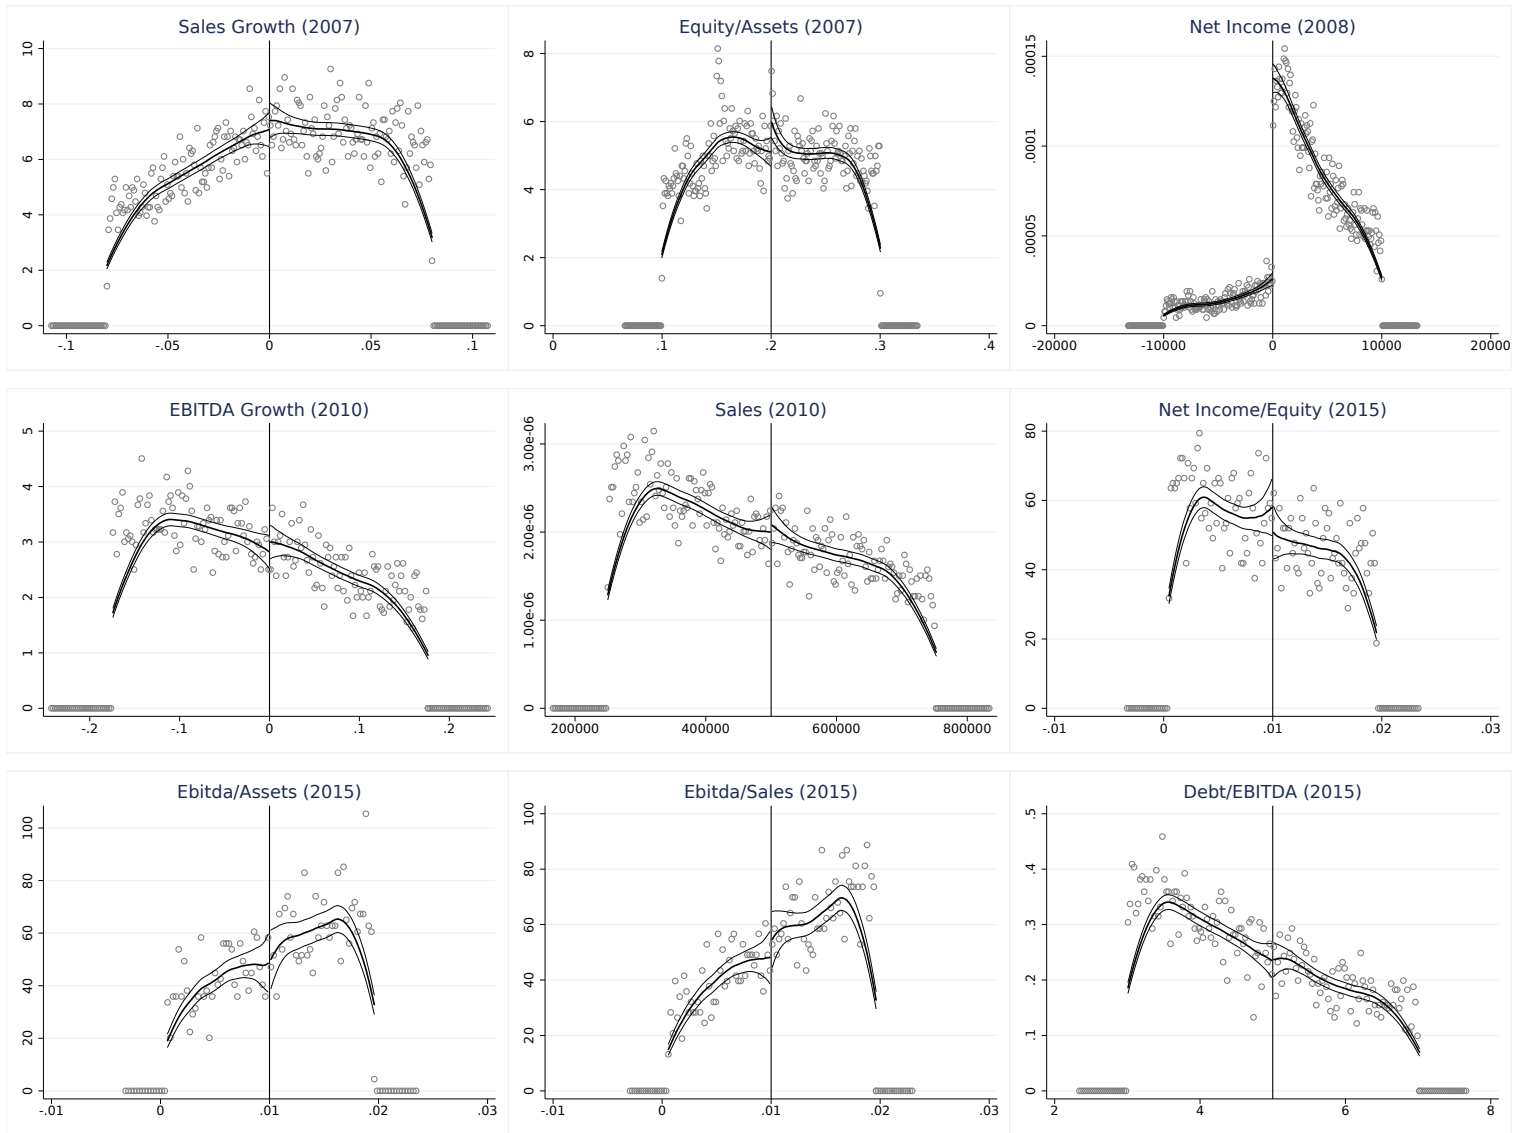 Sales Growth (2007)
0 2 4 6 8 10
-.1 -.05 0 .05 .1
Equity/Assets (2007)
0 2 4 6 8
0 .1 .2 .3 .4
Net Income (2008)
0 .00005 .0001 .00015
-20000 -10000 0 10000 20000
EBITDA Growth (2010)
0 1 2 3 4 5
-.2 -.1 0 .1 .2
Sales (2010)
0 1.00e-06 2.00e-06 3.00e-06
200000 400000 600000 800000
Net Income/Equity (2015)
0 20 40 60 80
-.01 0 .01 .02 .03
Ebitda/Assets (2015)
0 20 40 60 80 100
-.01 0 .01 .02 .03
Ebitda/Sales (2015)
0 20 40 60 80 100
-.01 0 .01 .02 .03
Debt/EBITDA (2015)
0 .1 .2 .3 .4 .5
2 4 6 8